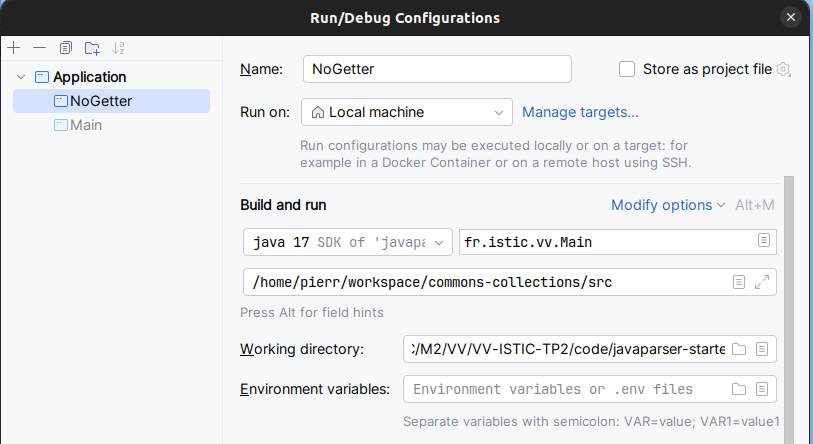 Run/Debug Configurations
Application
NoGetter
Main
Name: NoGetter Store as project file
Run on: Local machine Manage targets...
Run configurations may be executed locally or on a target: for
example in a Docker Container or on a remote host using SSH.
Build and run Modify options Alt+M
java 17 SDK of 'javapa fr.istic.vv.Main
/home/pierr/workspace/commons-collections/src
Press Alt for field hints
Working directory: /M2/VV/VV-ISTIC-TP2/code/javaparser-starte
Environment variables: Environment variables or .env files
Separate variables with semicolon: VAR=value; VAR1=value1